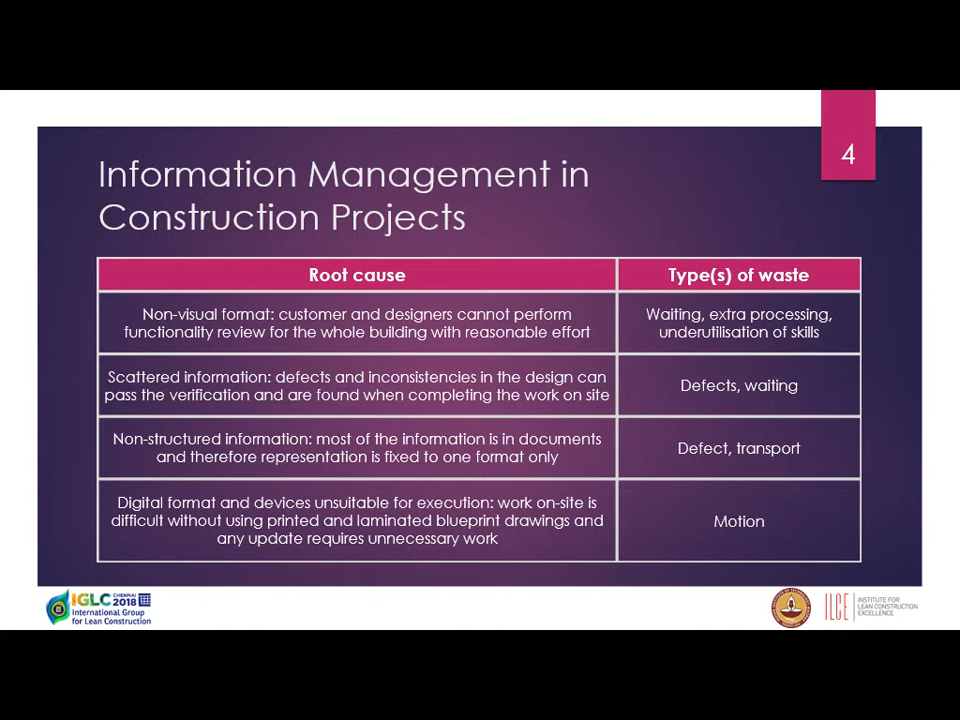 4
Information Management in
Construction Projects
Root cause
Type(s) of waste
Non-visual format: customer and designers cannot perform
functionality review for the whole building with reasonable effort
Waiting, extra processing,
underutilisation of skills
Scattered information: defects and inconsistencies in the design can
pass the verification and are found when completing the work on site
Defects, waiting
Non-structured information: most of the information is in documents
and therefore representation is fixed to one format only
Defect, transport
Digital format and devices unsuitable for execution: work on-site is
difficult without using printed and laminated blueprint drawings and
any update requires unnecessary work
Motion
IGLC CHENNAI
2018
International Group
for Lean Construction
ILCE
INSTITUTE FOR
LEAN CONSTRUCTION
EXCELLENCE